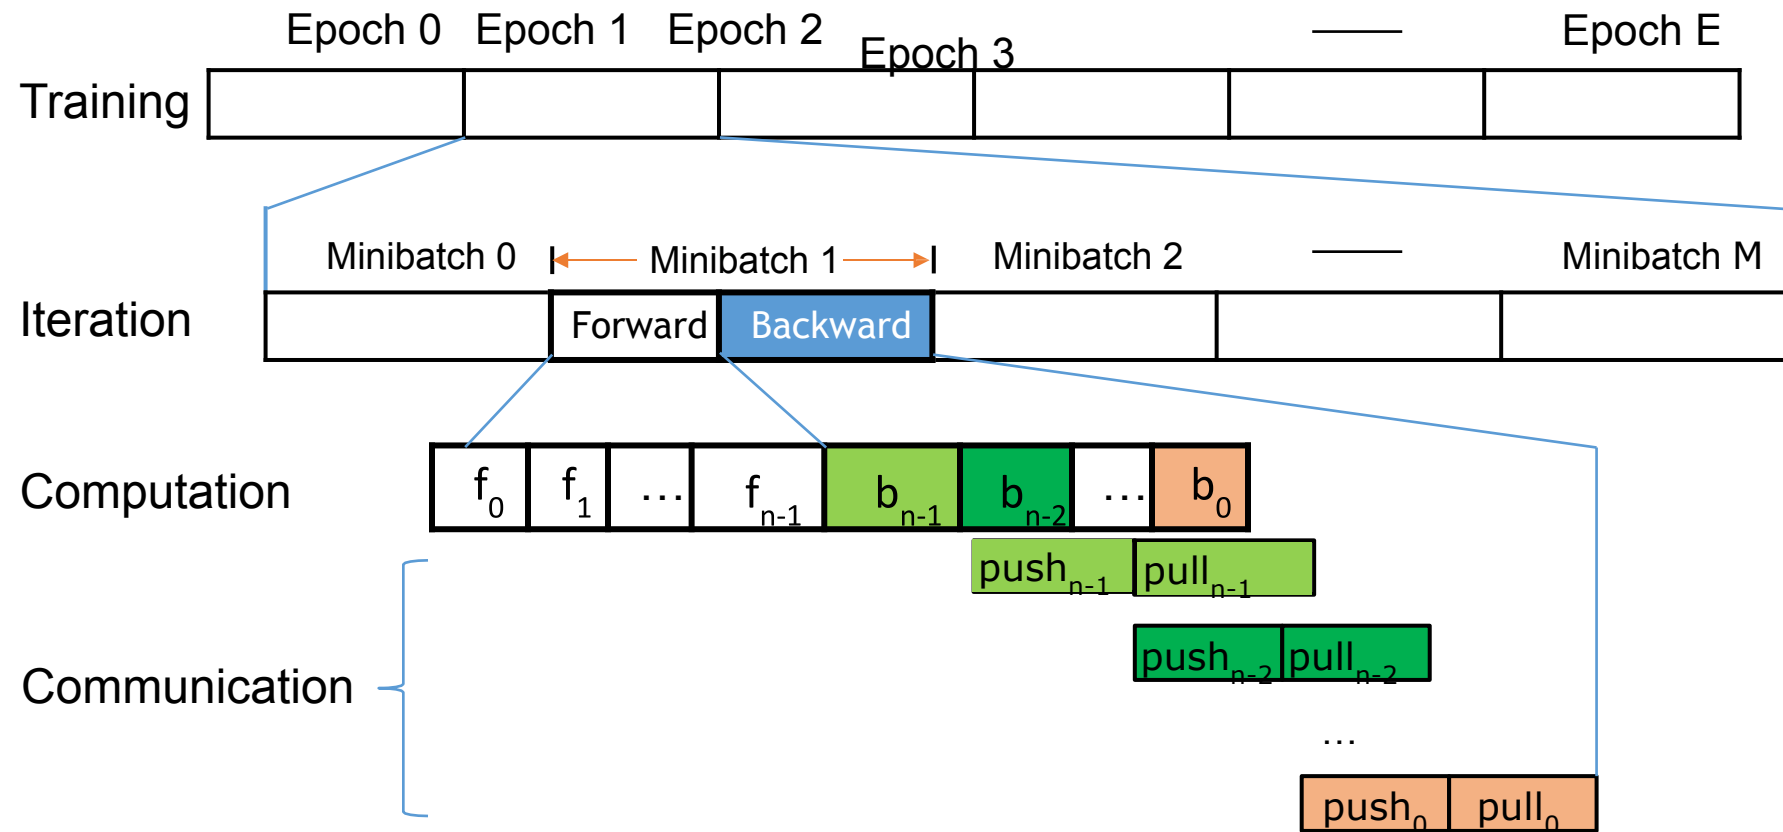 Epoch 0 Epoch 1 Epoch 2 Epoch 3 Epoch E
Training
Minibatch 0 Minibatch 1 Minibatch 2 Minibatch M
Iteration Forward Backward
Computation f₀ f₁ ... fₙ₋₁ bₙ₋₁ bₙ₋₂ ... b₀
pushₙ₋₁ pullₙ₋₁
pushₙ₋₂ pullₙ₋₂
Communication
...
push₀ pull₀